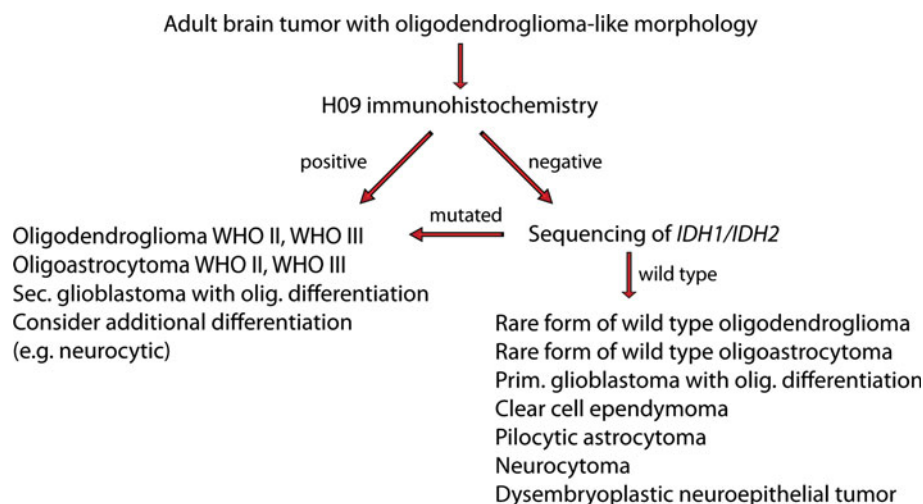 Adult brain tumor with oligodendroglioma-like morphology
H09 immunohistochemistry
positive
negative
mutated
Oligodendroglioma WHO II, WHO III
Oligoastrocytoma WHO II, WHO III
Sec. glioblastoma with olig. differentiation
Consider additional differentiation
(e.g. neurocytic)
Sequencing of IDH1/IDH2
wild type
Rare form of wild type oligodendroglioma
Rare form of wild type oligoastrocytoma
Prim. glioblastoma with olig. differentiation
Clear cell ependymoma
Pilocytic astrocytoma
Neurocytoma
Dysembryoplastic neuroepithelial tumor